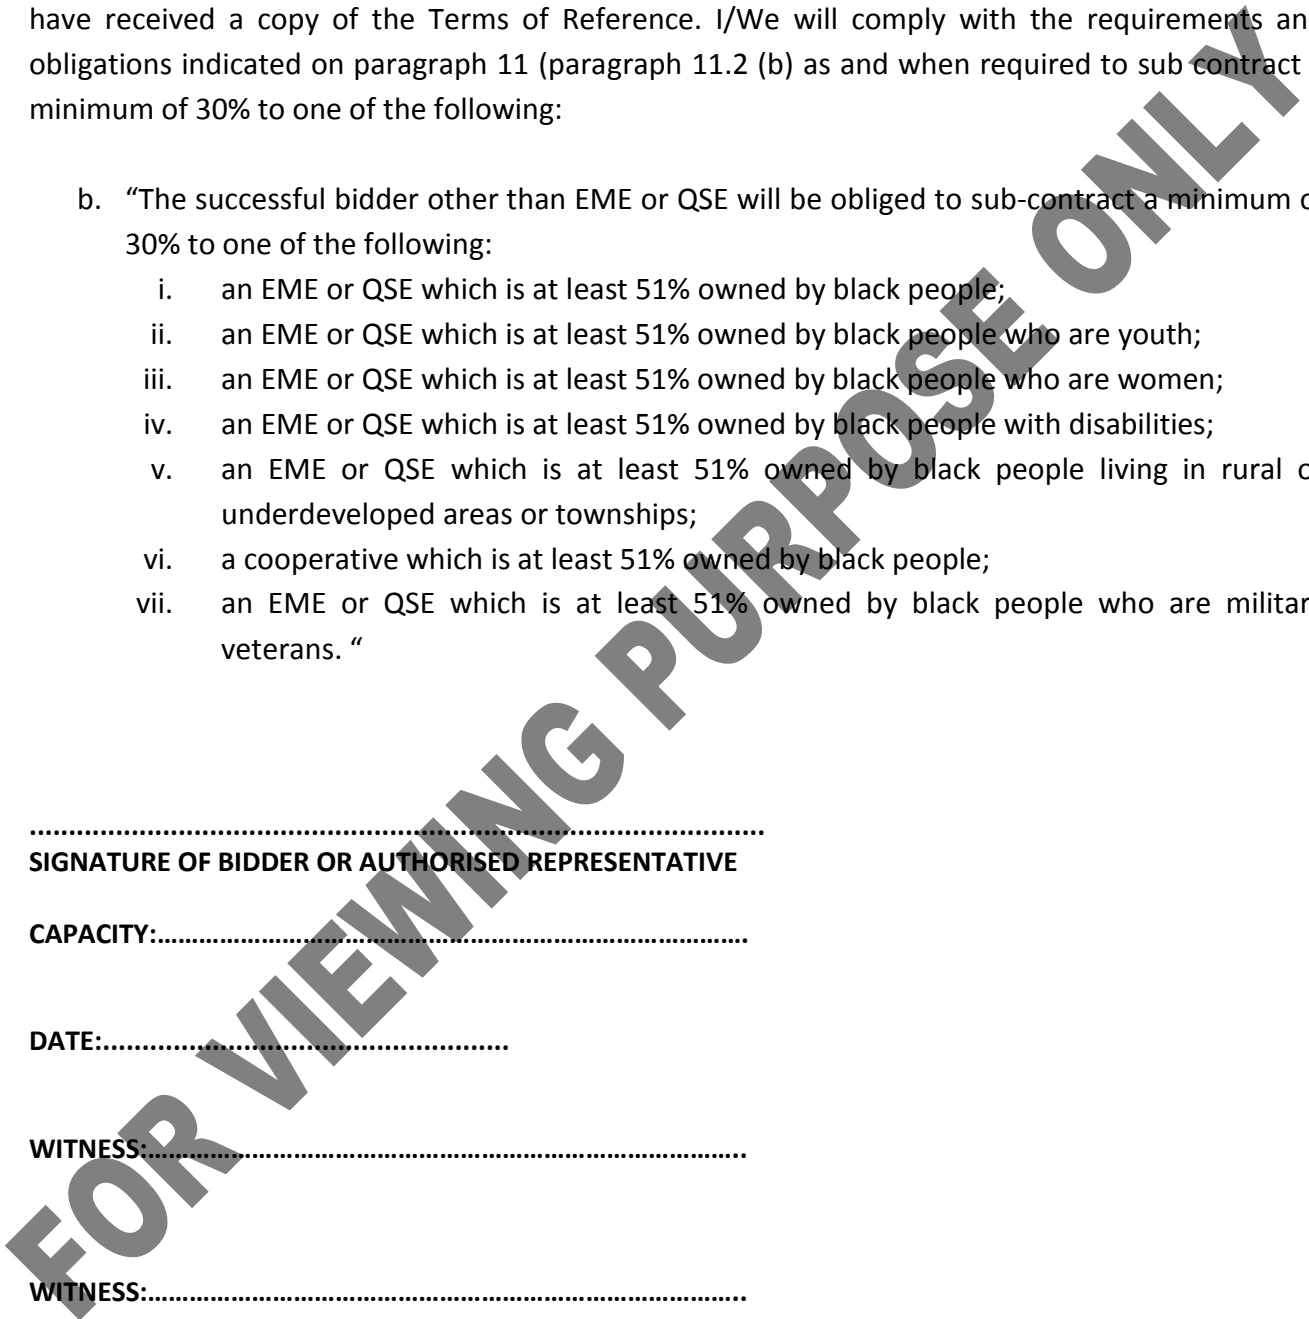 have received a copy of the Terms of Reference. I/We will comply with the requirements an
obligations indicated on paragraph 11 (paragraph 11.2 (b) as and when required to sub contract
minimum of 30% to one of the following:
b. “The successful bidder other than EME or QSE will be obliged to sub-contract a minimum o
30% to one of the following:
i. an EME or QSE which is at least 51% owned by black people;
ii. an EME or QSE which is at least 51% owned by black people who are youth;
iii. an EME or QSE which is at least 51% owned by black people who are women;
iv. an EME or QSE which is at least 51% owned by black people with disabilities;
v. an EME or QSE which is at least 51% owned by black people living in rural o
underdeveloped areas or townships;
vi. a cooperative which is at least 51% owned by black people;
vii. an EME or QSE which is at least 51% owned by black people who are militar
veterans. “
..............................................................................................
SIGNATURE OF BIDDER OR AUTHORISED REPRESENTATIVE
CAPACITY:……………………………………………………………………………
DATE:....................................................
WITNESS:……………………………………………………………………………..
WITNESS:……………………………………………………………………………..
FOR VIEWING PURPOSE ONLY